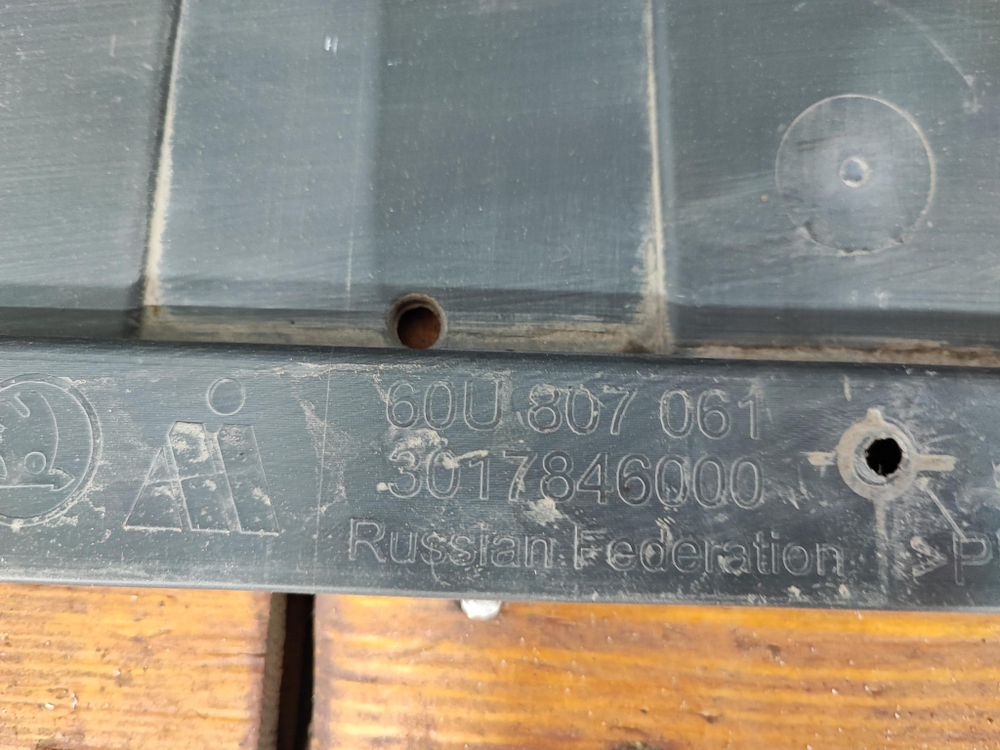 60U 807 061
3017846000
Russian Federation
>P